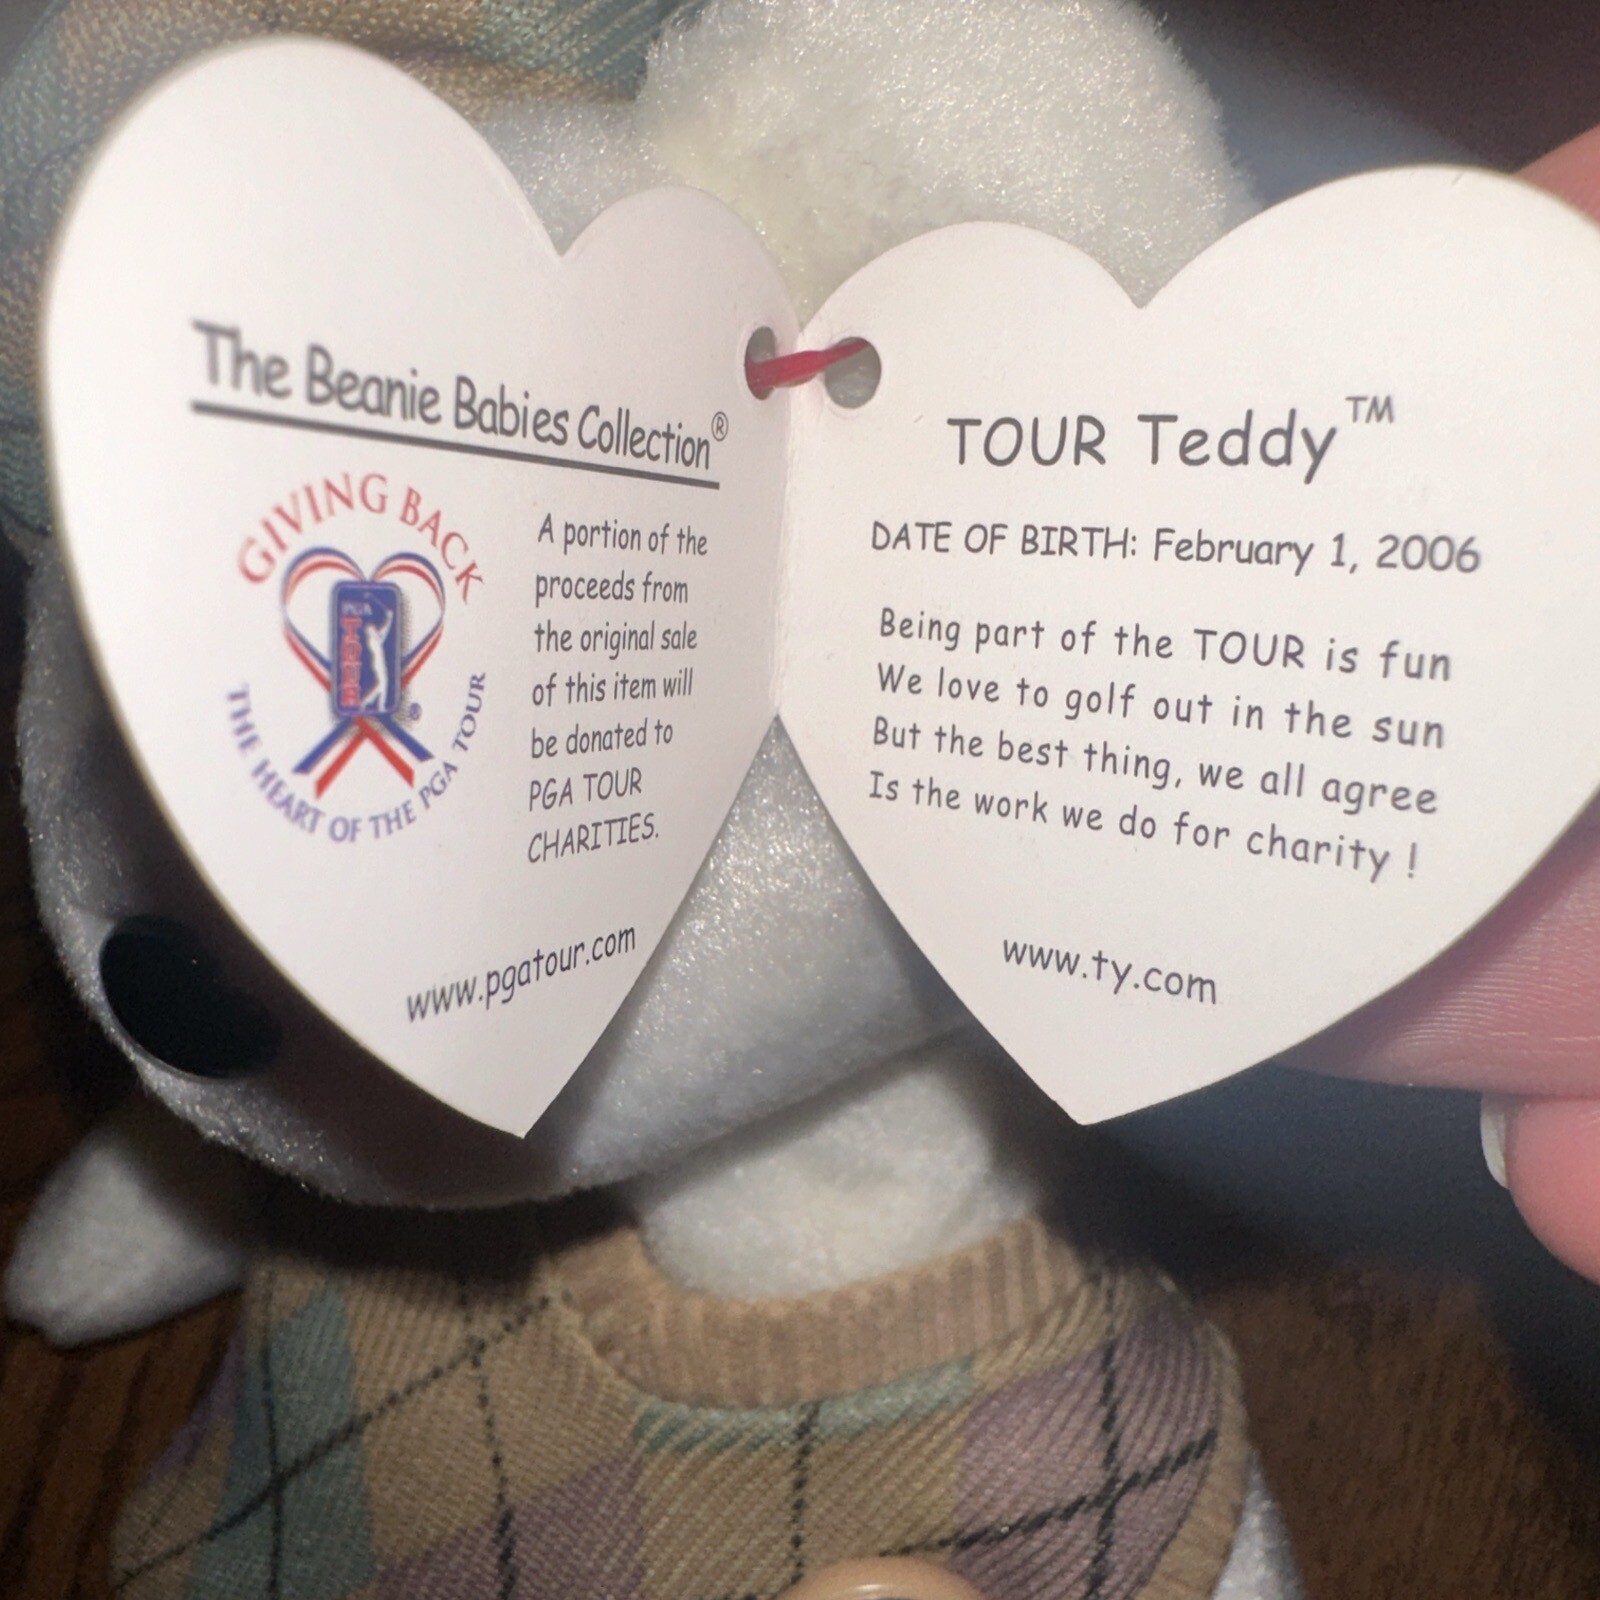 The Beanie Babies Collection®
GIVING BACK
PGA
TOUR
®
THE HEART OF THE PGA TOUR
A portion of the
proceeds from
the original sale
of this item will
be donated to
PGA TOUR
CHARITIES.
www.pgatour.com
TOUR Teddy™
DATE OF BIRTH: February 1, 2006
Being part of the TOUR is fun
We love to golf out in the sun
But the best thing, we all agree
Is the work we do for charity !
www.ty.com